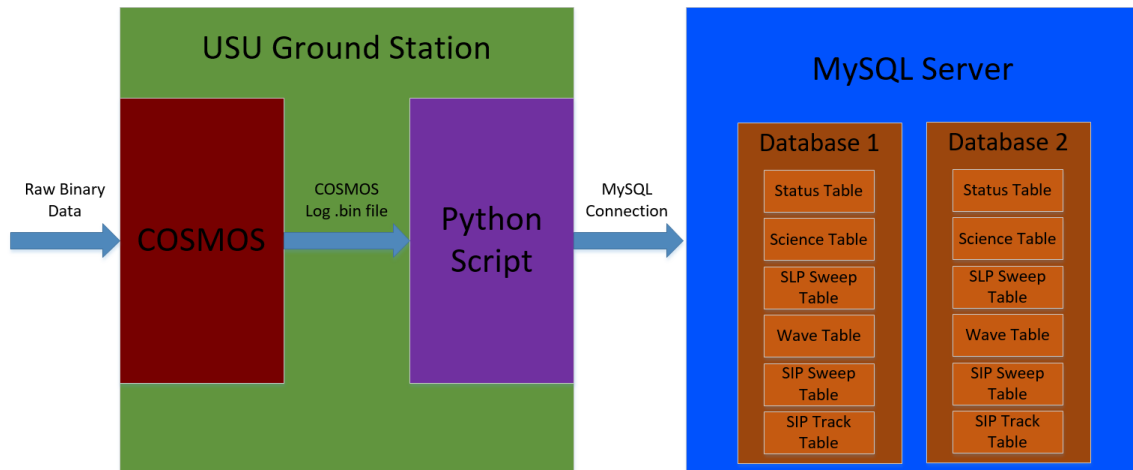 USU Ground Station
MySQL Server
Raw Binary
Data
COSMOS
COSMOS
Log .bin file
Python
Script
MySQL
Connection
Database 1
Status Table
Science Table
SLP Sweep
Table
Wave Table
SIP Sweep
Table
SIP Track
Table
Database 2
Status Table
Science Table
SLP Sweep
Table
Wave Table
SIP Sweep
Table
SIP Track
Table